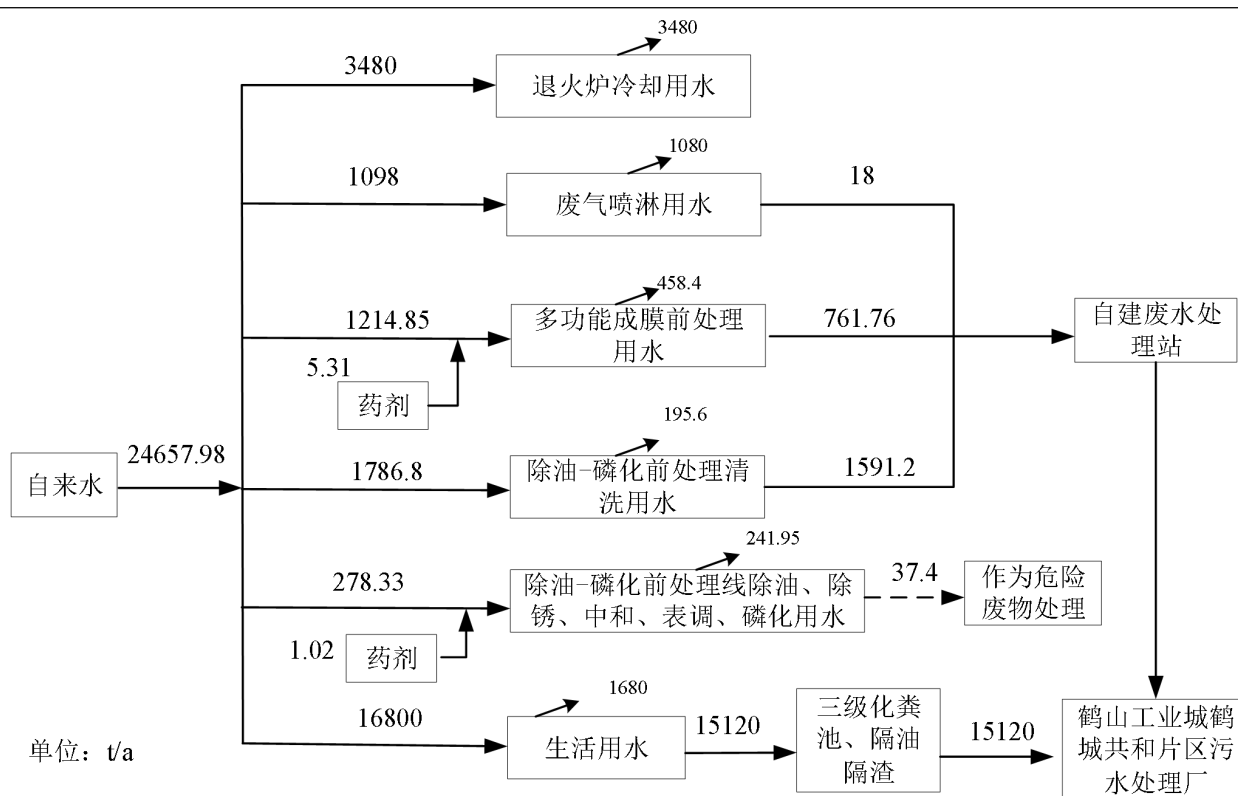 3480
3480
退火炉冷却用水
1080
1098
18
废气喷淋用水
458.4
1214.85
多功能成膜前处理
用水
761.76
自建废水处
理站
5.31
药剂
195.6
自来水
24657.98
1786.8
除油-磷化前处理清
洗用水
1591.2
241.95
278.33
除油-磷化前处理线除油、除
锈、中和、表调、磷化用水
37.4
作为危险
废物处理
1.02
药剂
1680
16800
生活用水
15120
三级化粪
池、隔油
隔渣
15120
鹤山工业城鹤
城共和片区污
水处理厂
单位：t/a